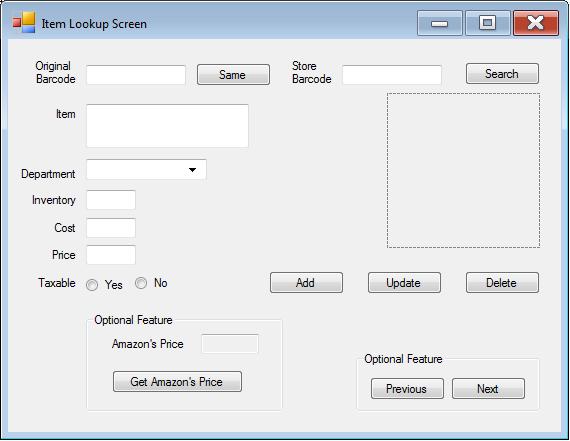 Item Lookup Screen
Original Barcode
Same
Store Barcode
Search
Item
Department
Inventory
Cost
Price
Taxable Yes No
Add Update Delete
Optional Feature
Amazon's Price
Get Amazon's Price
Optional Feature
Previous Next